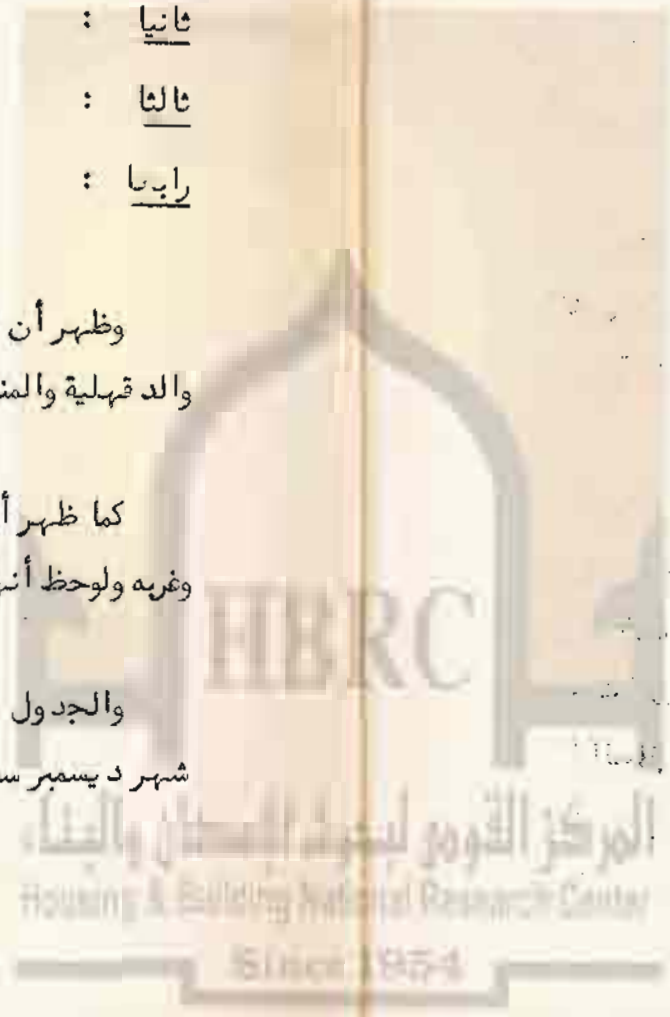 ثانيا :
ثالثا :
رابعا :
وظهر أن
والدقهلية والمن
كما ظهر أ
وغربه ولوحظ أنه
HBRC
والجدول
شهر ديسمبر س
المركز القومي لبحوث الإسكان والبناء
Housing & Building National Research Center
Since 1954